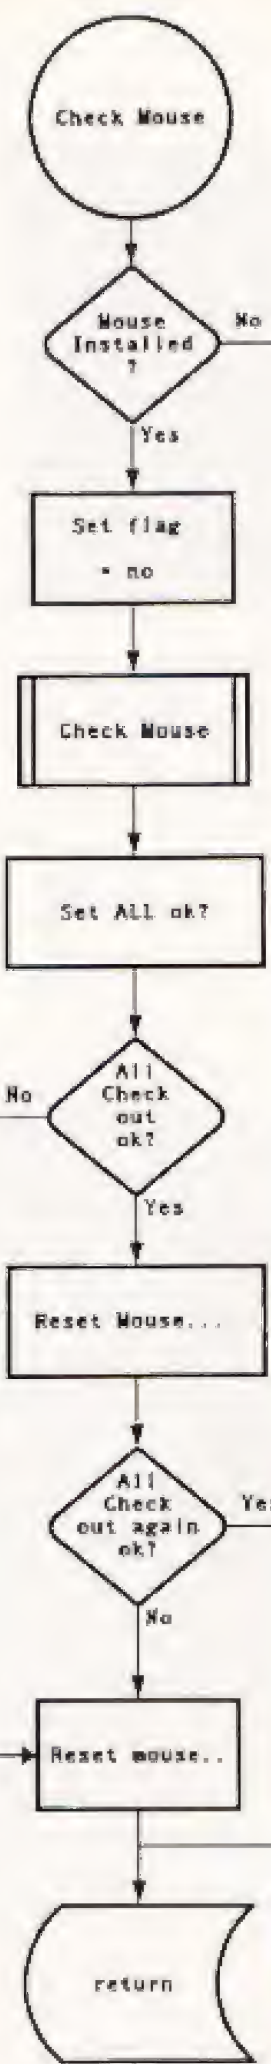 Check Mouse
Mouse
Installed
?
No
Yes
Set flag
= no
Check Mouse
Set ALL ok?
All
Check
out
ok?
No
Yes
Reset Mouse...
All
Check
out again
ok?
Yes
No
Reset mouse..
return